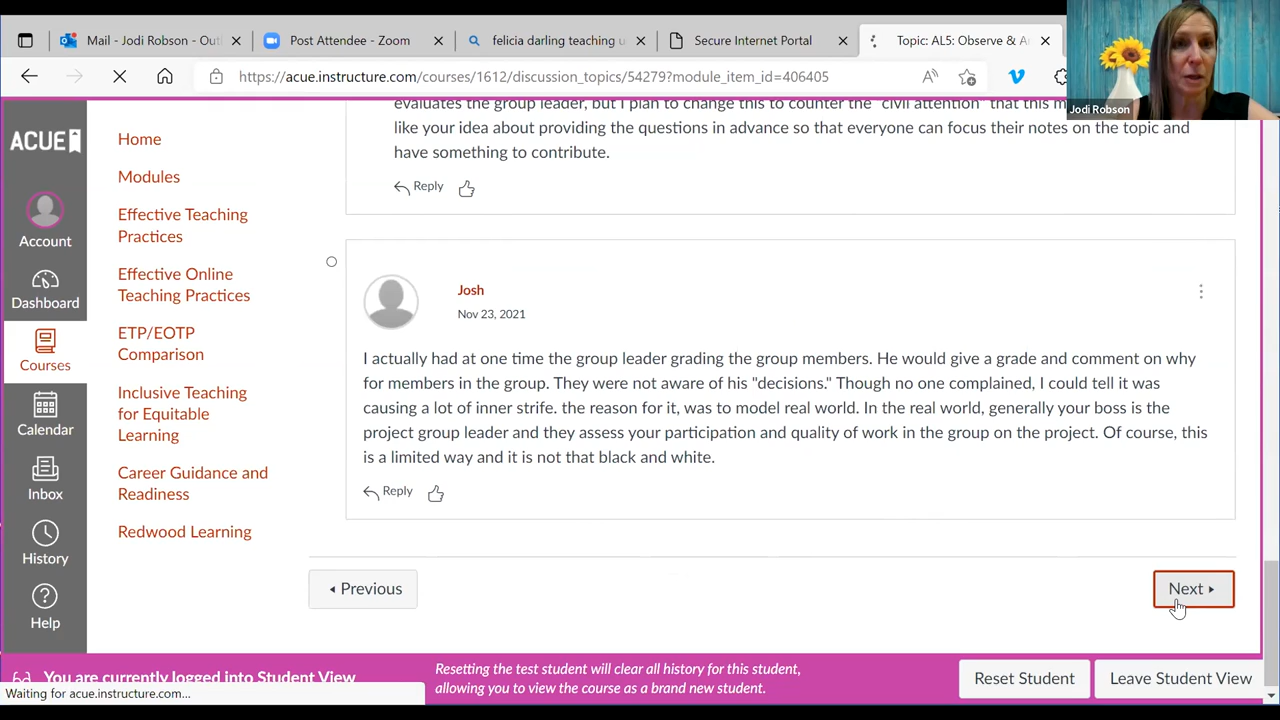 Mail - Jodi Robson - Out
Post Attendee - Zoom
felicia darling teaching u
Secure Internet Portal
Topic: AL5: Observe & A
https://acue.instructure.com/courses/1612/discussion_topics/54279?module_item_id=406405
Jodi Robson
ACUE
Account
Dashboard
Courses
Calendar
Inbox
History
Help
Home
Modules
Effective Teaching
Practices
Effective Online
Teaching Practices
ETP/EOTP
Comparison
Inclusive Teaching
for Equitable
Learning
Career Guidance and
Readiness
Redwood Learning
evaluates the group leader, but I plan to change this to counter the "civil attention" that this m
like your idea about providing the questions in advance so that everyone can focus their notes on the topic and
have something to contribute.
Reply
Josh
Nov 23, 2021
I actually had at one time the group leader grading the group members. He would give a grade and comment on why
for members in the group. They were not aware of his "decisions." Though no one complained, I could tell it was
causing a lot of inner strife. the reason for it, was to model real world. In the real world, generally your boss is the
project group leader and they assess your participation and quality of work in the group on the project. Of course, this
is a limited way and it is not that black and white.
Reply
Previous
Next
You are currently logged into Student View
Resetting the test student will clear all history for this student,
allowing you to view the course as a brand new student.
Reset Student
Leave Student View
Waiting for acue.instructure.com...